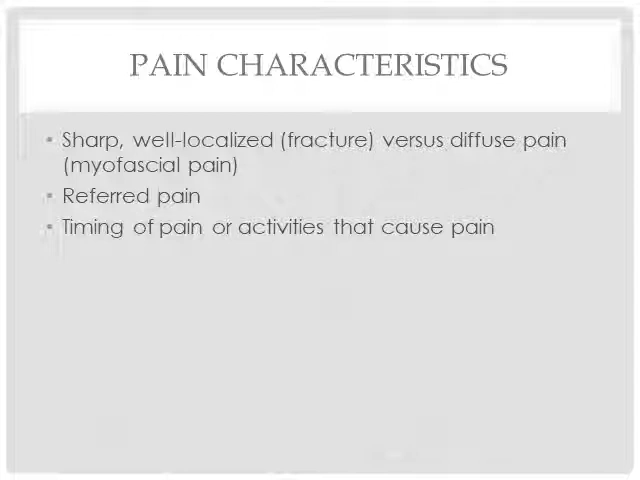 PAIN CHARACTERISTICS
• Sharp, well-localized (fracture) versus diffuse pain
(myofascial pain)
• Referred pain
• Timing of pain or activities that cause pain